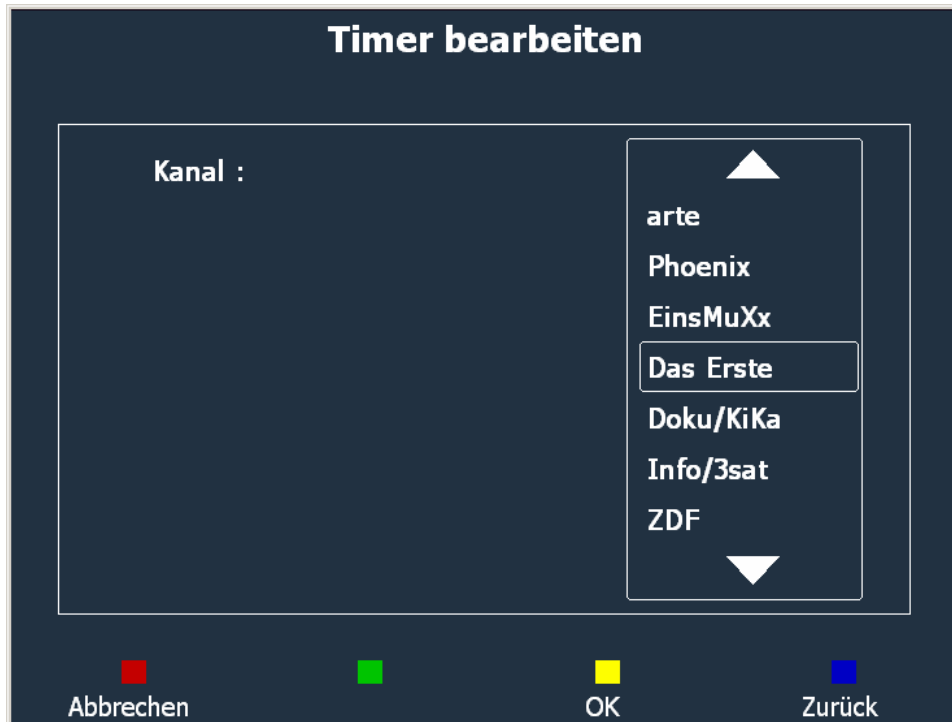 Timer bearbeiten
Kanal :
arte
Phoenix
EinsMuXx
Das Erste
Doku/KiKa
Info/3sat
ZDF
Abbrechen
OK
Zurück